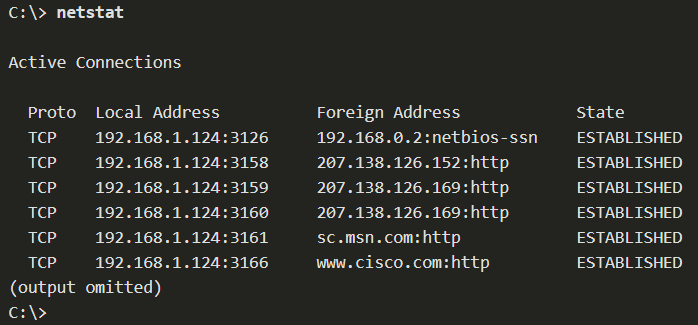 C:\> netstat
Active Connections
Proto  Local Address          Foreign Address            State
TCP    192.168.1.124:3126     192.168.0.2:netbios-ssn    ESTABLISHED
TCP    192.168.1.124:3158     207.138.126.152:http       ESTABLISHED
TCP    192.168.1.124:3159     207.138.126.169:http       ESTABLISHED
TCP    192.168.1.124:3160     207.138.126.169:http       ESTABLISHED
TCP    192.168.1.124:3161     sc.msn.com:http            ESTABLISHED
TCP    192.168.1.124:3166     www.cisco.com:http         ESTABLISHED
(output omitted)
C:\>